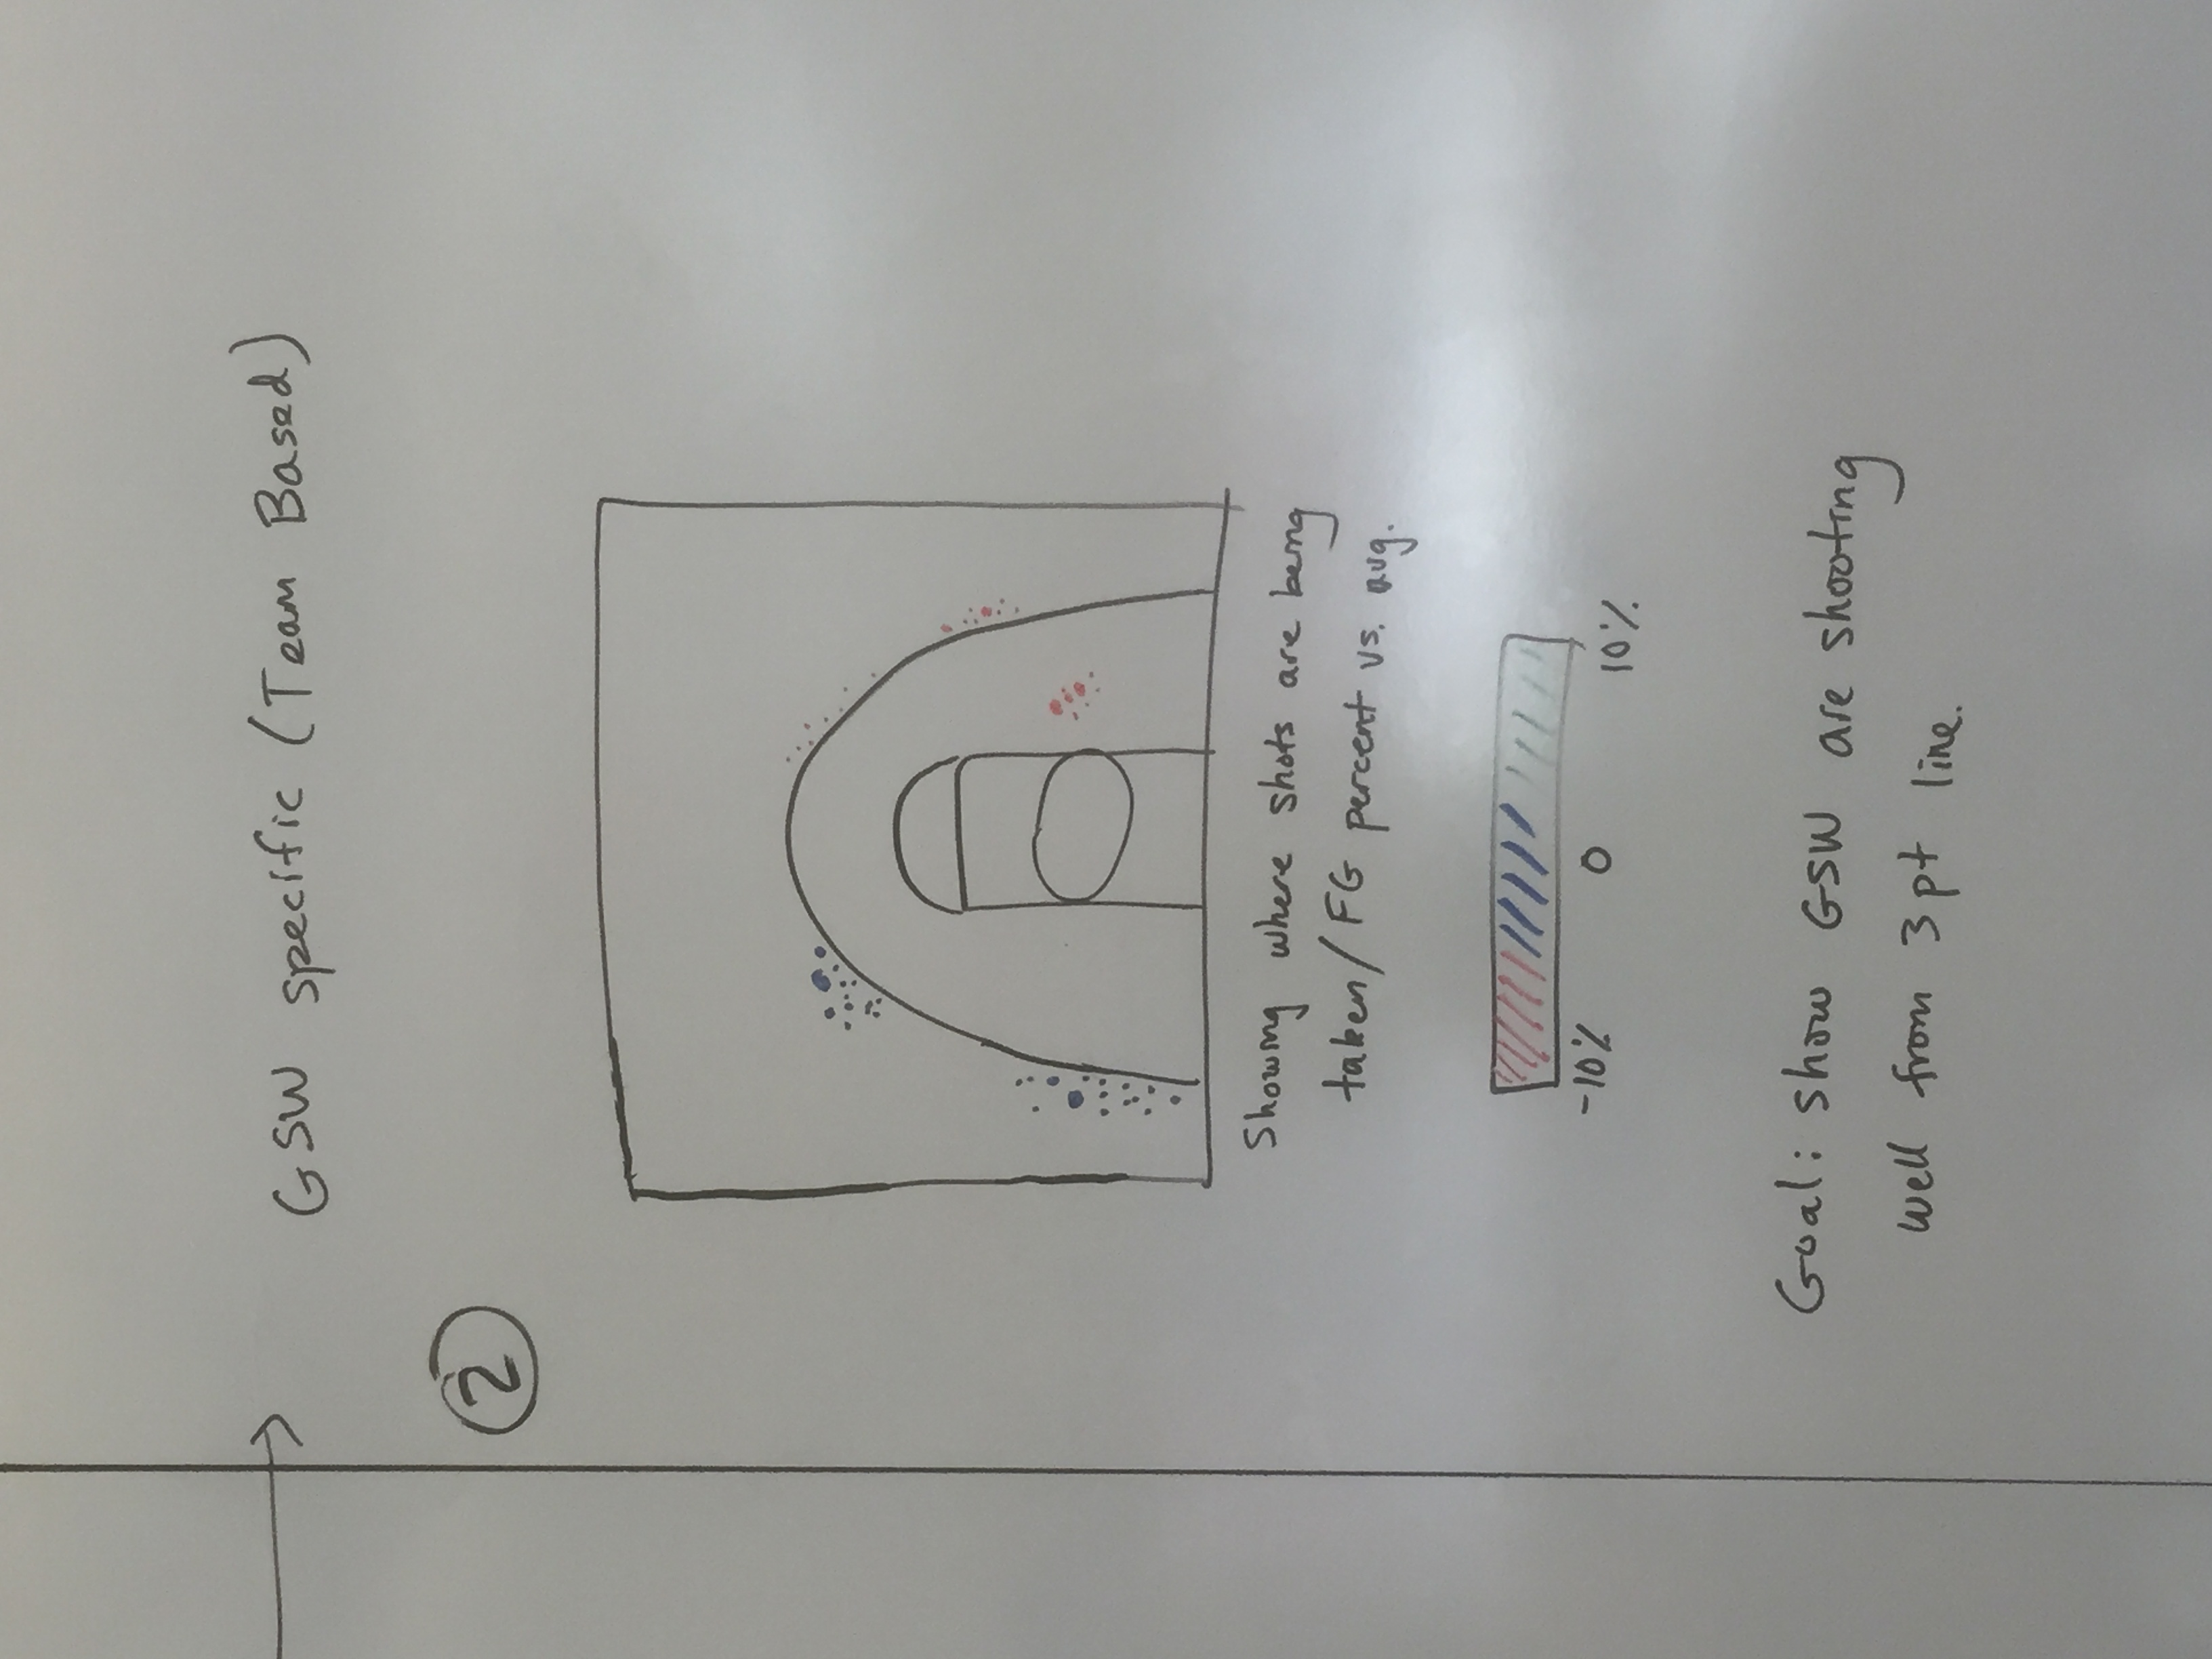 GSW specific (Team Based)
2
Showing where shots are being
taken/FG percent vs. avg.
-10% 0 10%
Goal: show GSW are shooting
well from 3pt line.